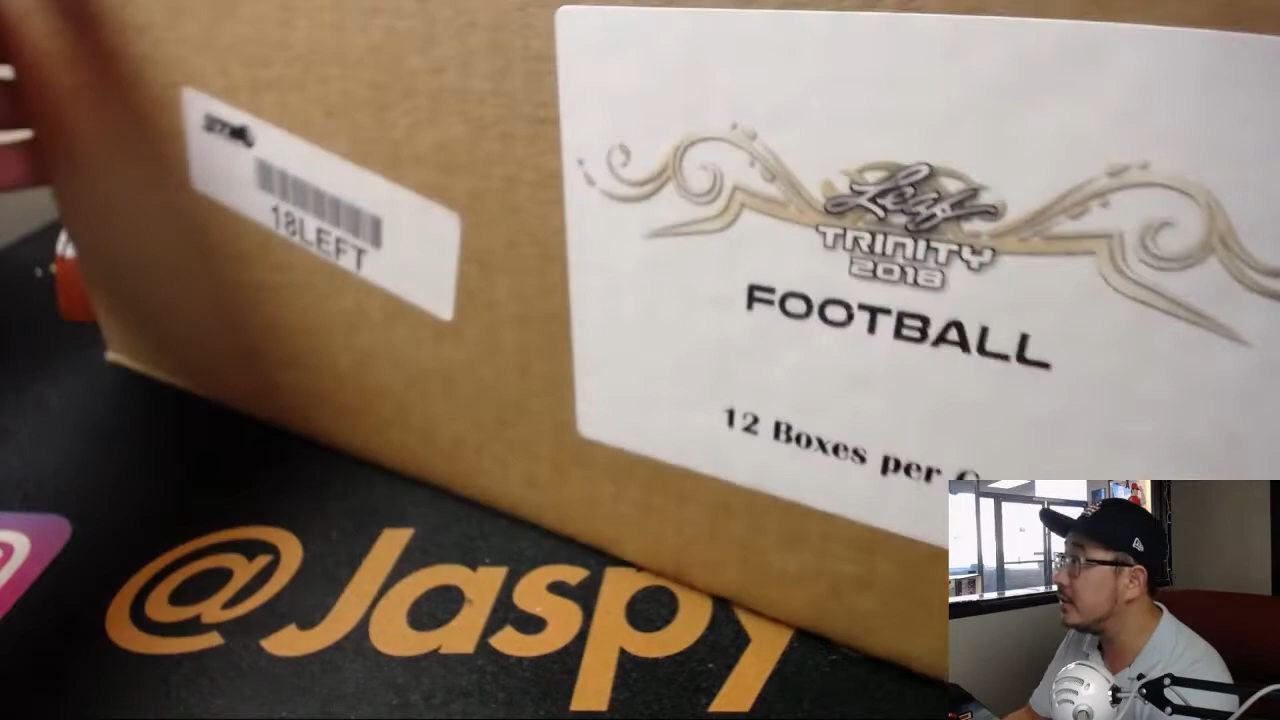 18LEFT
Leaf
TRINITY
2018
FOOTBALL
12 Boxes per
@Jaspy